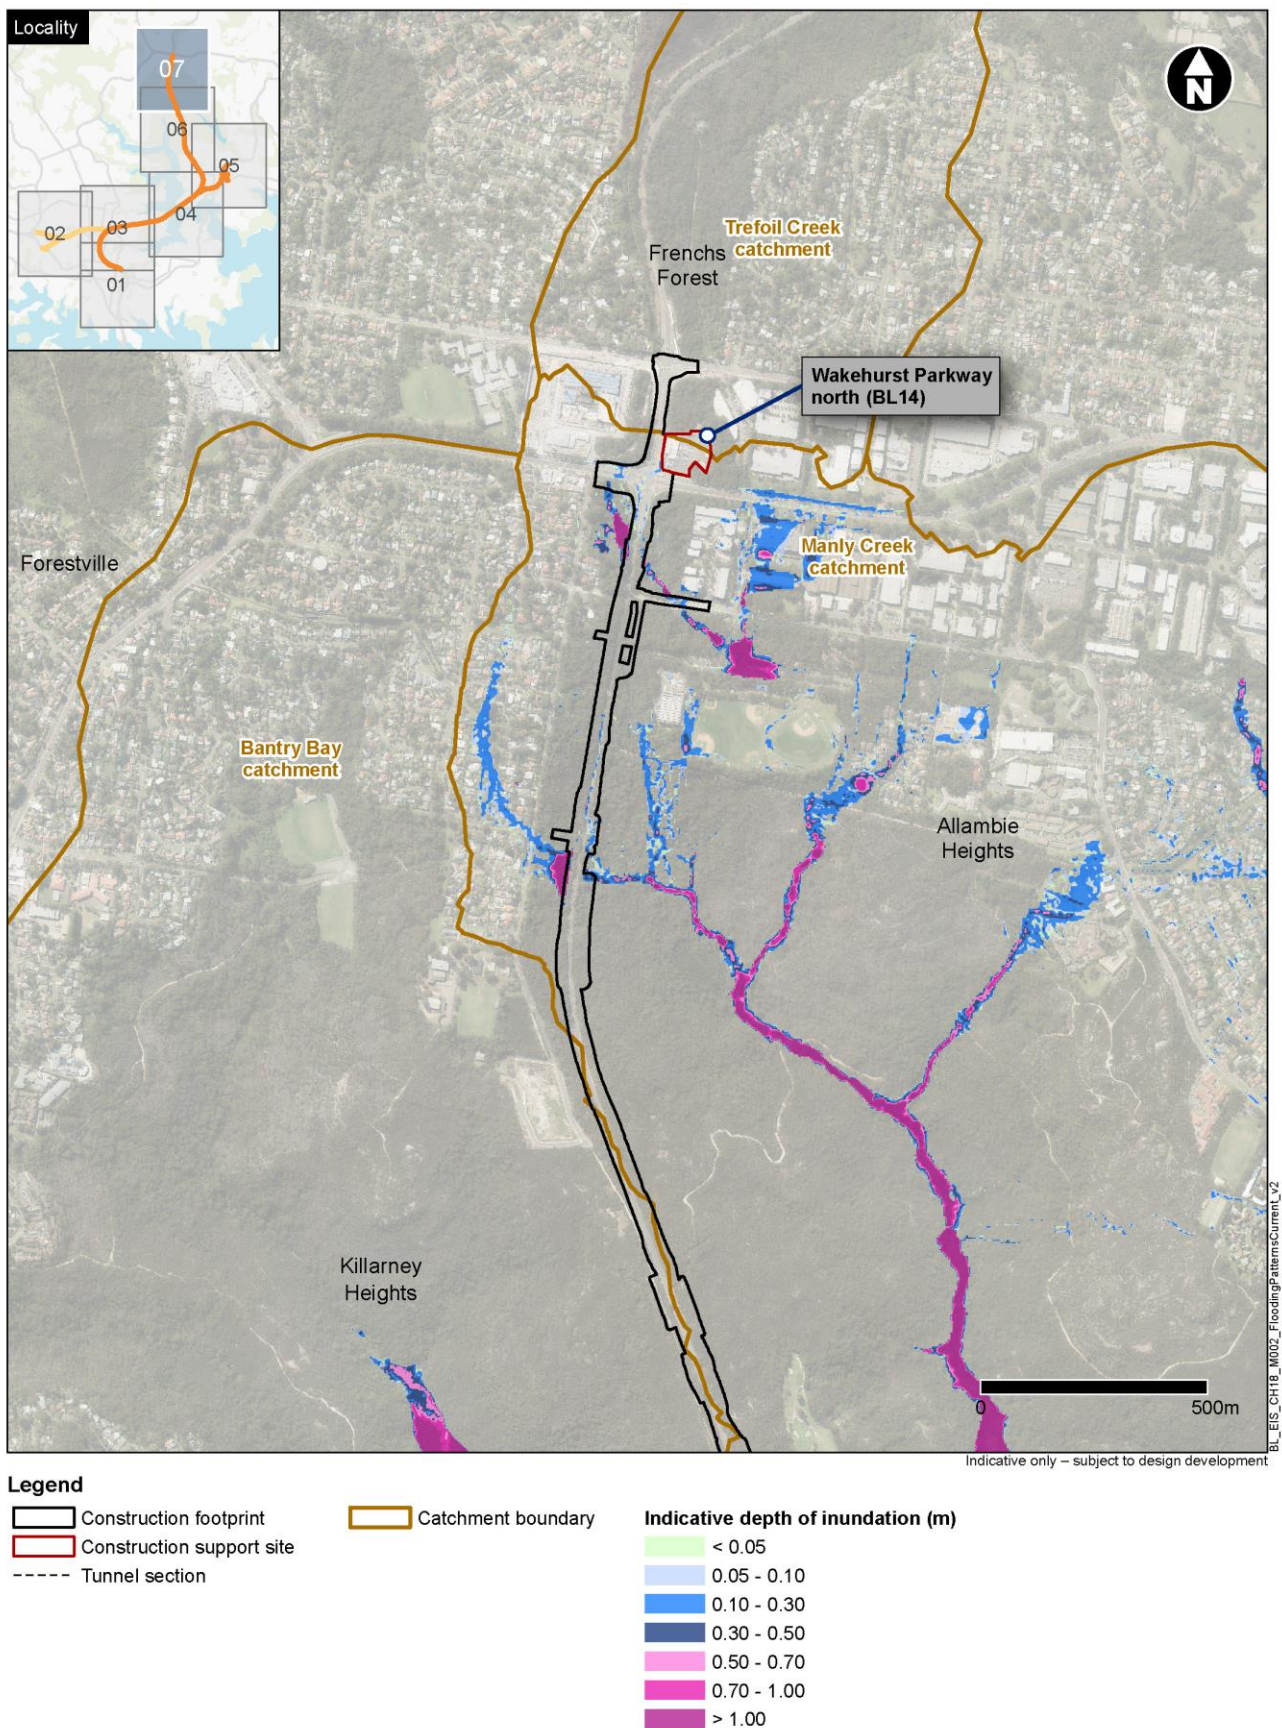 Locality
07
06
05
04
03
02
01
N
Trefoil Creek
catchment
Frenchs
Forest
Wakehurst Parkway
north (BL14)
Forestville
Manly Creek
catchment
Bantry Bay
catchment
Allambie
Heights
Killarney
Heights
0
500m
BL_EIS_CH18_M002_FloodingPatternsCurrent_v2
Indicative only – subject to design development
Legend
Construction footprint
Construction support site
Tunnel section
Catchment boundary
Indicative depth of inundation (m)
< 0.05
0.05 - 0.10
0.10 - 0.30
0.30 - 0.50
0.50 - 0.70
0.70 - 1.00
> 1.00